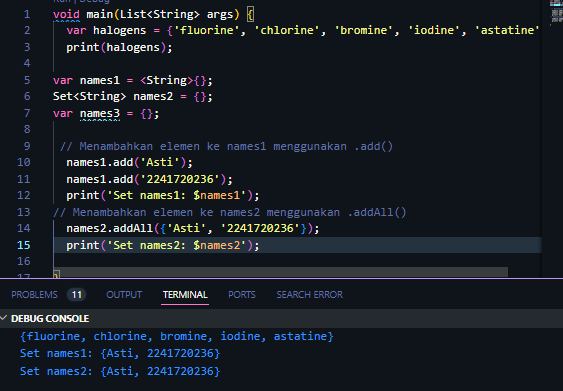 Run | Debug
1 void main(List<String> args) {
2 var halogens = {'fluorine', 'chlorine', 'bromine', 'iodine', 'astatine'
3 print(halogens);
4
5 var names1 = <String>{};
6 Set<String> names2 = {};
7 var names3 = {};
8
9 // Menambahkan elemen ke names1 menggunakan .add()
10 names1.add('Asti');
11 names1.add('2241720236');
12 print('Set names1: $names1');
13 // Menambahkan elemen ke names2 menggunakan .addAll()
14 names2.addAll({'Asti', '2241720236'});
15 print('Set names2: $names2');
16
17 }
PROBLEMS 11 OUTPUT TERMINAL PORTS SEARCH ERROR
DEBUG CONSOLE
{fluorine, chlorine, bromine, iodine, astatine}
Set names1: {Asti, 2241720236}
Set names2: {Asti, 2241720236}